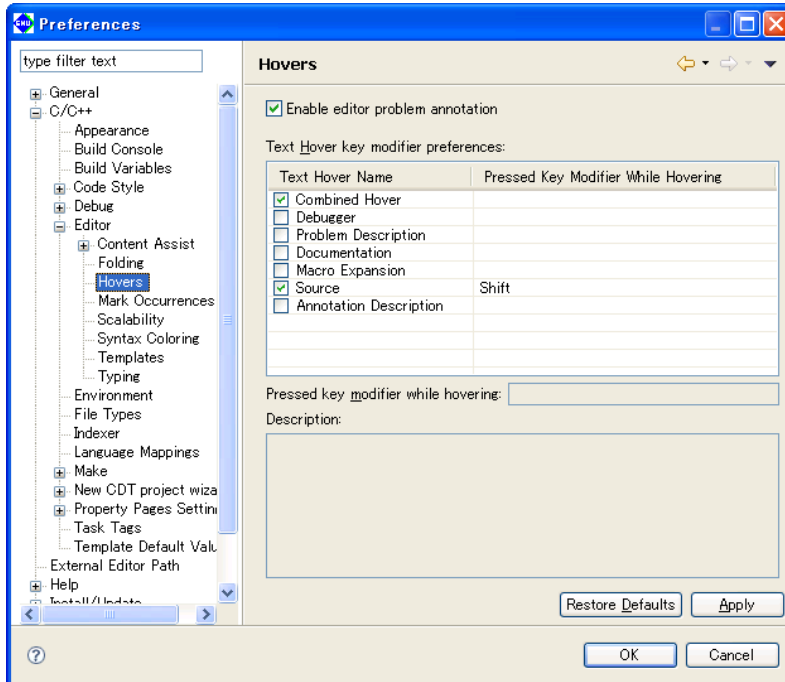 GNU Preferences
type filter text
Hovers
General
C/C++
Appearance
Build Console
Build Variables
Code Style
Debug
Editor
Content Assist
Folding
Hovers
Mark Occurrences
Scalability
Syntax Coloring
Templates
Typing
Environment
File Types
Indexer
Language Mappings
Make
New CDT project wiza
Property Pages Settin
Task Tags
Template Default Valu
External Editor Path
Help
Install/Update
Enable editor problem annotation
Text Hover key modifier preferences:
Text Hover Name Pressed Key Modifier While Hovering
Combined Hover
Debugger
Problem Description
Documentation
Macro Expansion
Source Shift
Annotation Description
Pressed key modifier while hovering:
Description:
Restore Defaults Apply
? OK Cancel